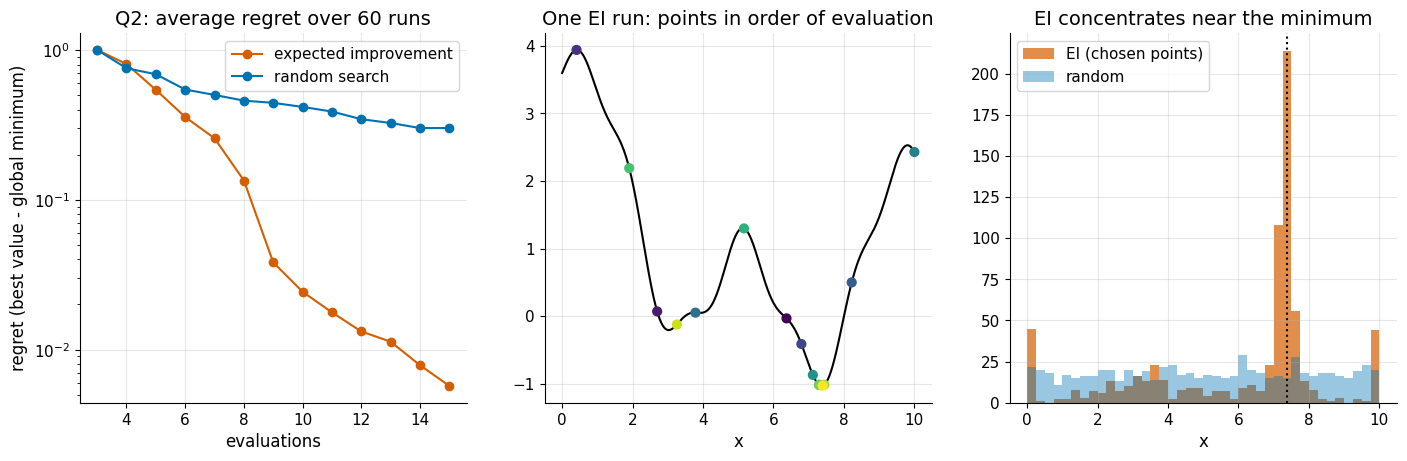 Q2: average regret over 60 runs
regret (best value - global minimum)
10⁰
10⁻¹
10⁻²
expected improvement
random search
4 6 8 10 12 14
evaluations
One EI run: points in order of evaluation
4
3
2
1
0
−1
0 2 4 6 8 10
x
EI concentrates near the minimum
200
175
150
125
100
75
50
25
0
EI (chosen points)
random
0 2 4 6 8 10
x